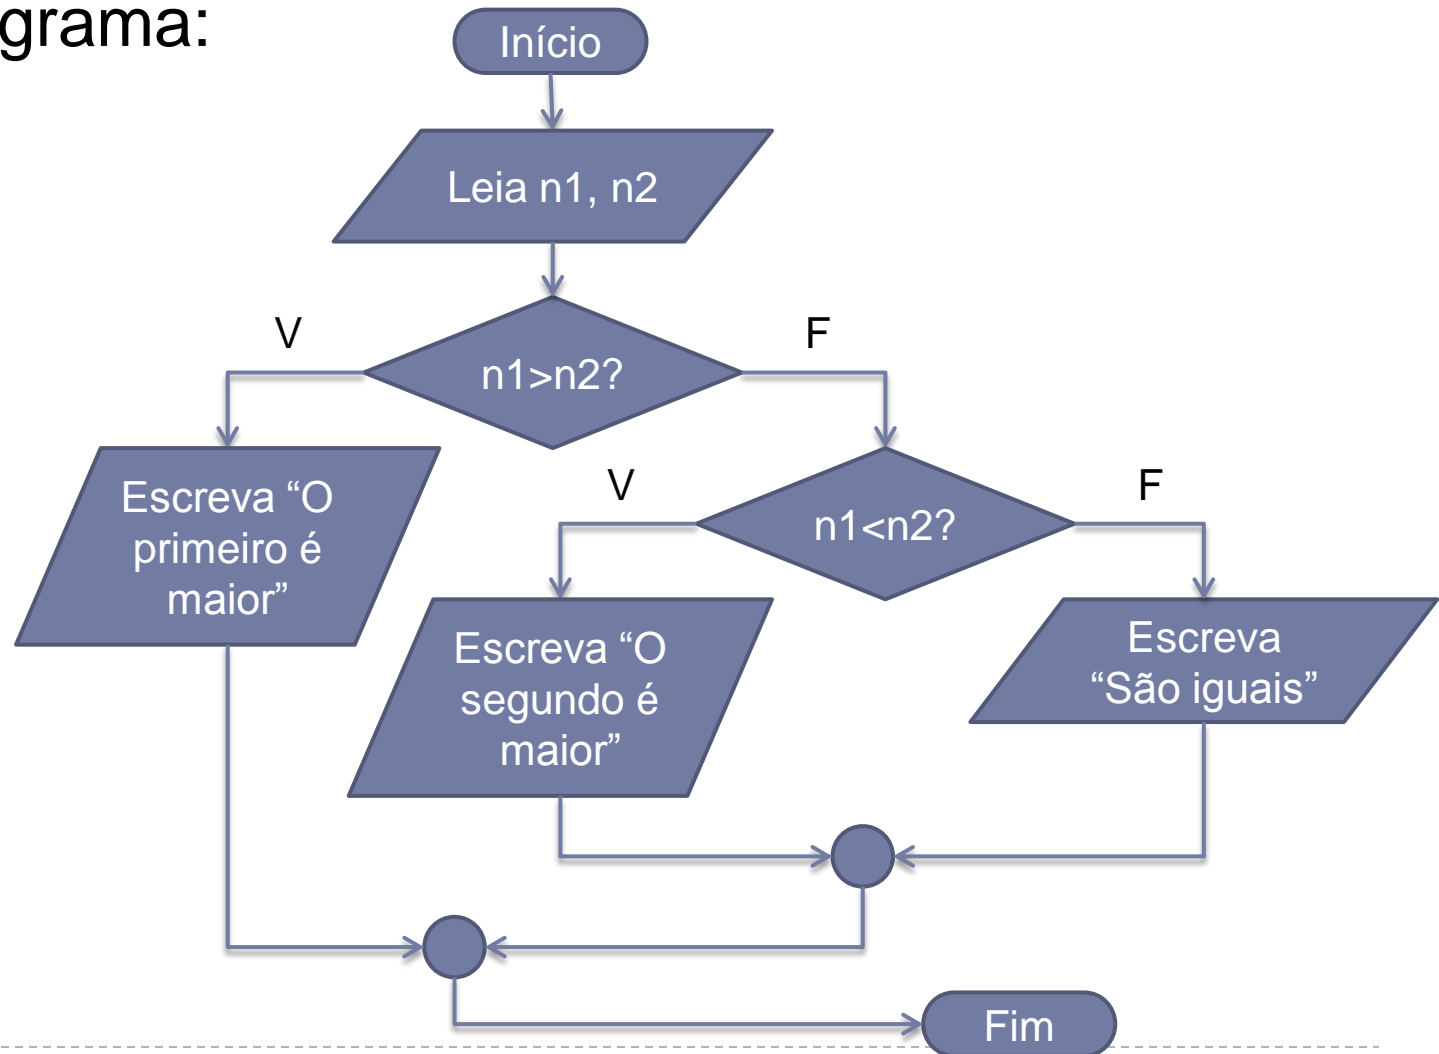 grama:
Início
Leia n1, n2
V
F
n1>n2?
Escreva “O
primeiro é
maior”
V
F
n1<n2?
Escreva “O
segundo é
maior”
Escreva
“São iguais”
Fim